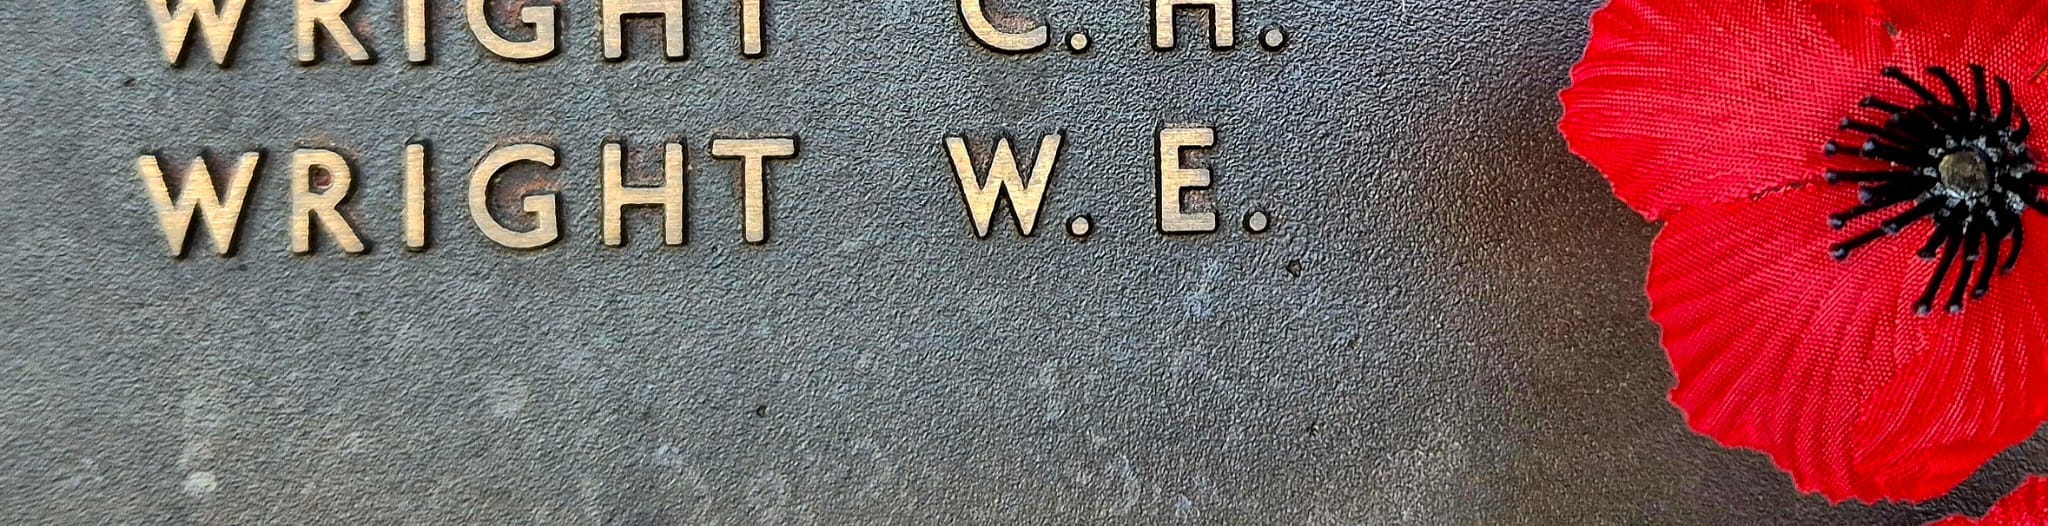 WRIGHT C. H.
WRIGHT W. E.